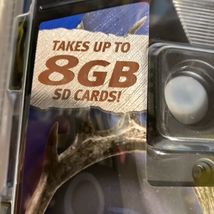 TAKES UP TO
8GB
SD CARDS!